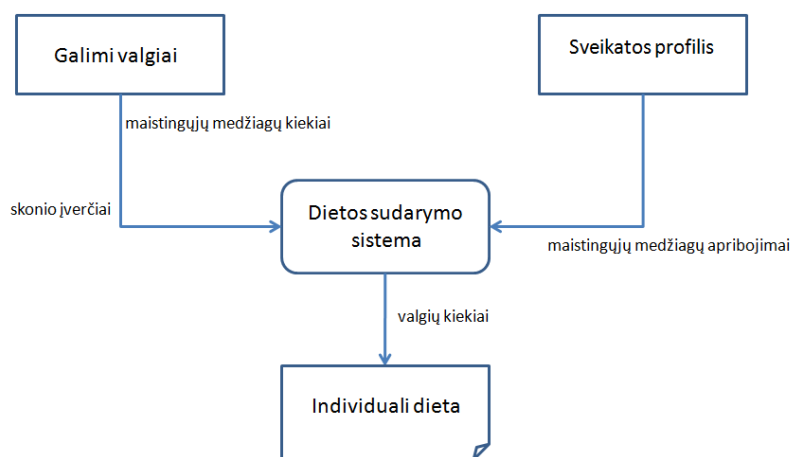 Galimi valgiai
Sveikatos profilis
maistingųjų medžiagų kiekiai
skonio įverčiai
Dietos sudarymo
sistema
maistingųjų medžiagų apribojimai
valgių kiekiai
Individuali dieta